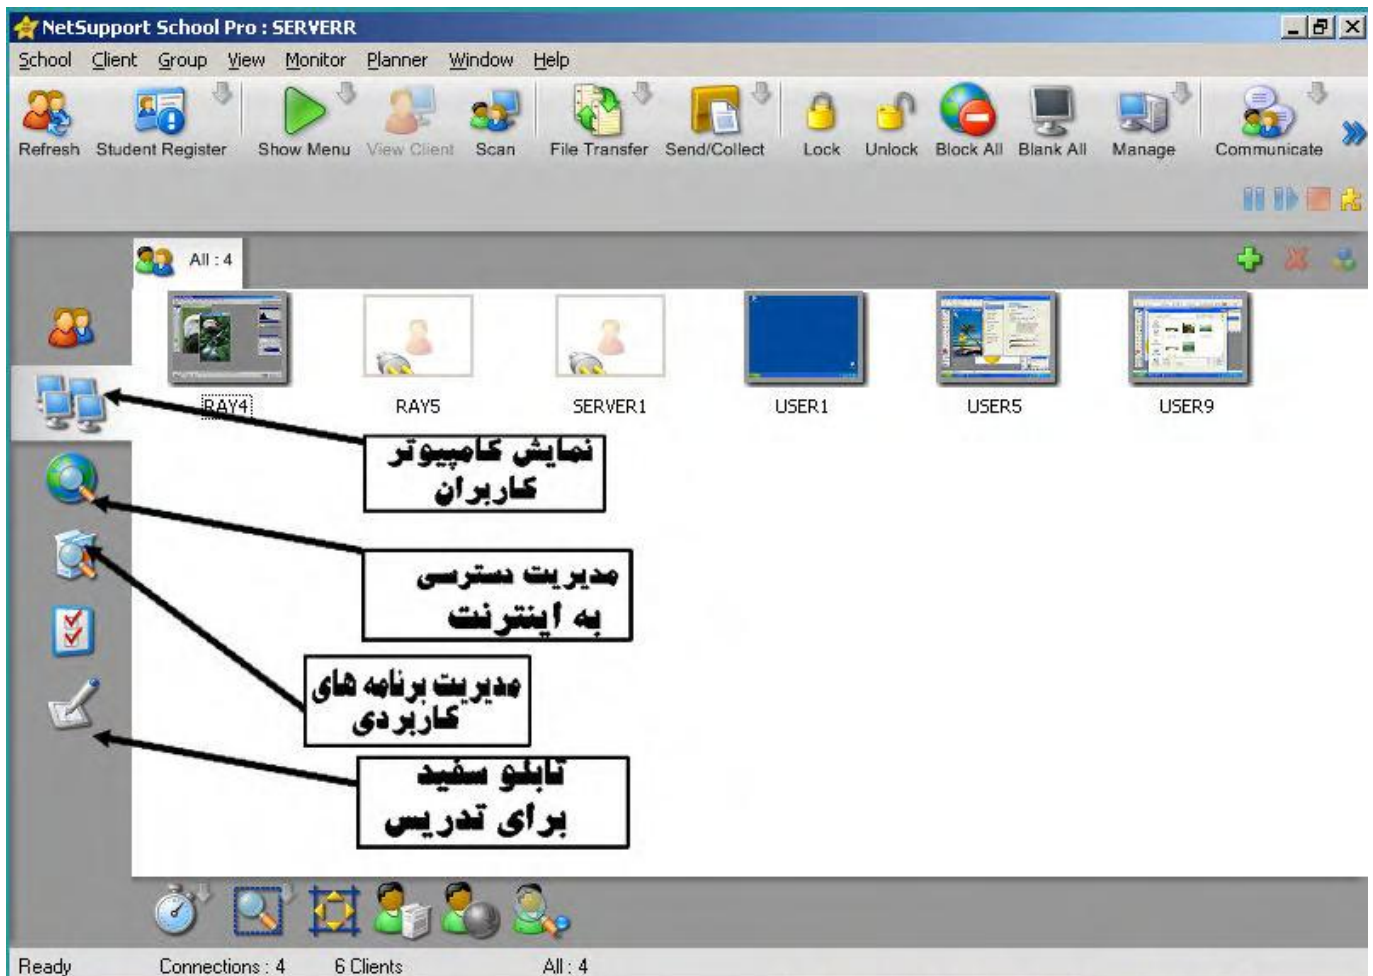 NetSupport School Pro : SERVERR
School Client Group View Monitor Planner Window Help
Refresh Student Register Show Menu View Client Scan File Transfer Send/Collect Lock Unlock Block All Blank All Manage Communicate
All : 4
RAY4 RAY5 SERVER1 USER1 USER5 USER9
نمایش کامپیوتر
کاربران
مدیریت دسترسی
به اینترنت
مدیریت برنامه های
کاربردی
تابلو سفید
برای تدریس
Ready Connections : 4 6 Clients All : 4